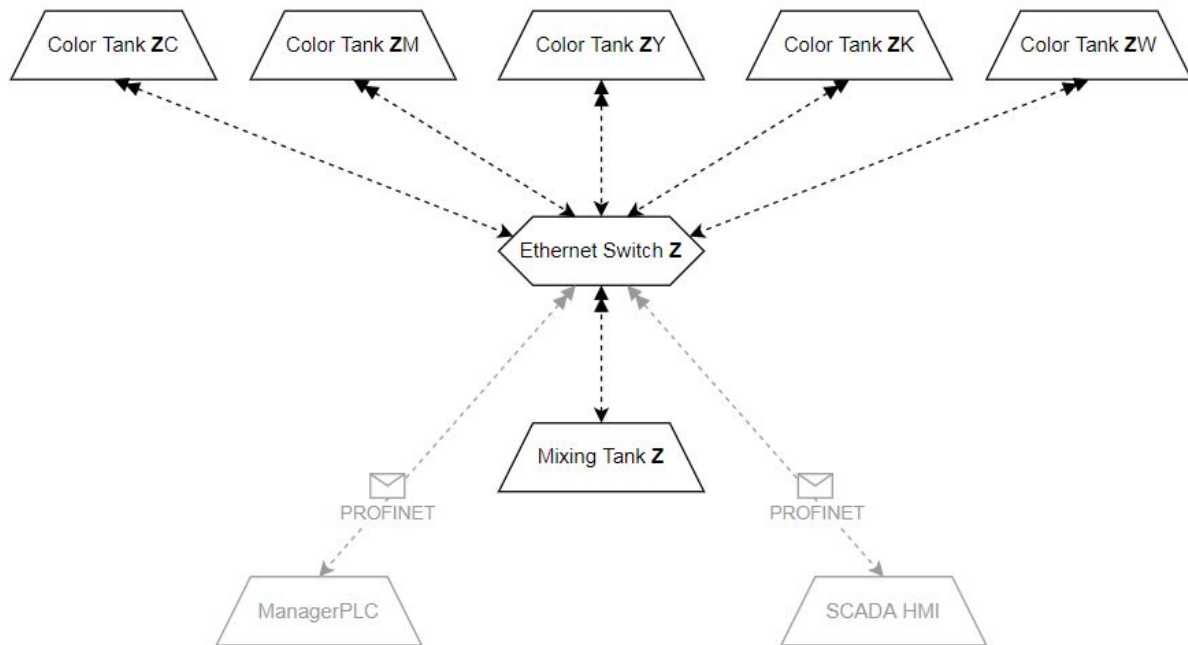 Color Tank ZC
Color Tank ZM
Color Tank ZY
Color Tank ZK
Color Tank ZW
Ethernet Switch Z
Mixing Tank Z
PROFINET
PROFINET
ManagerPLC
SCADA HMI